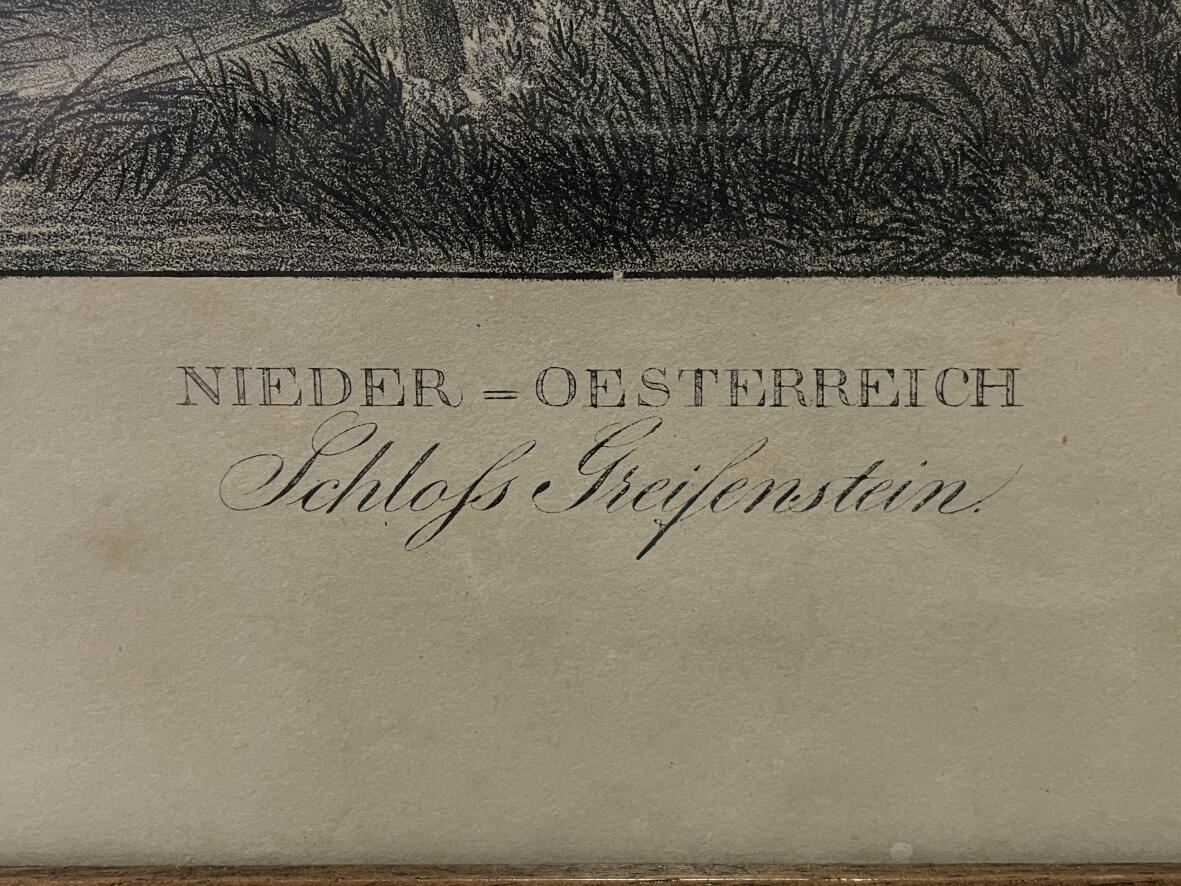 NIEDER = OESTERREICH
Schloſs Greifenstein.